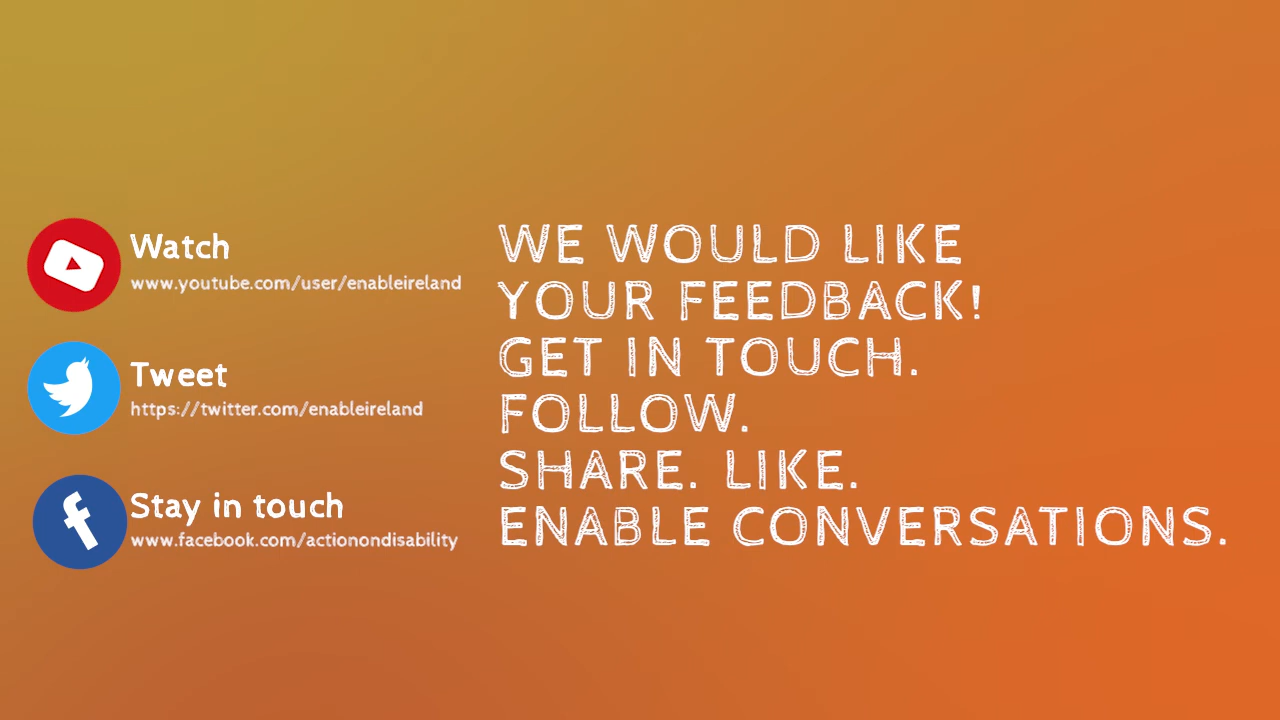 Watch
www.youtube.com/user/enableireland
Tweet
https://twitter.com/enableireland
Stay in touch
www.facebook.com/actionondisability
WE WOULD LIKE
YOUR FEEDBACK!
GET IN TOUCH.
FOLLOW.
SHARE. LIKE.
ENABLE CONVERSATIONS.